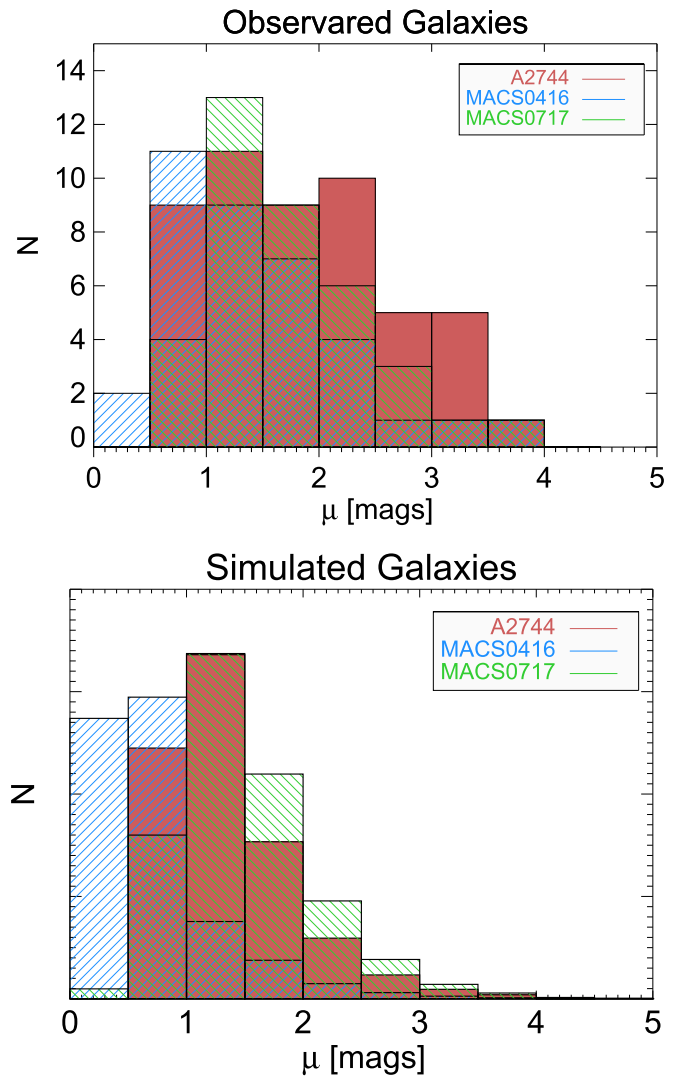 Observared Galaxies
14
12
10
8
6
4
2
0
N
A2744
MACS0416
MACS0717
0 1 2 3 4 5
μ [mags]
Simulated Galaxies
N
A2744
MACS0416
MACS0717
0 1 2 3 4 5
μ [mags]